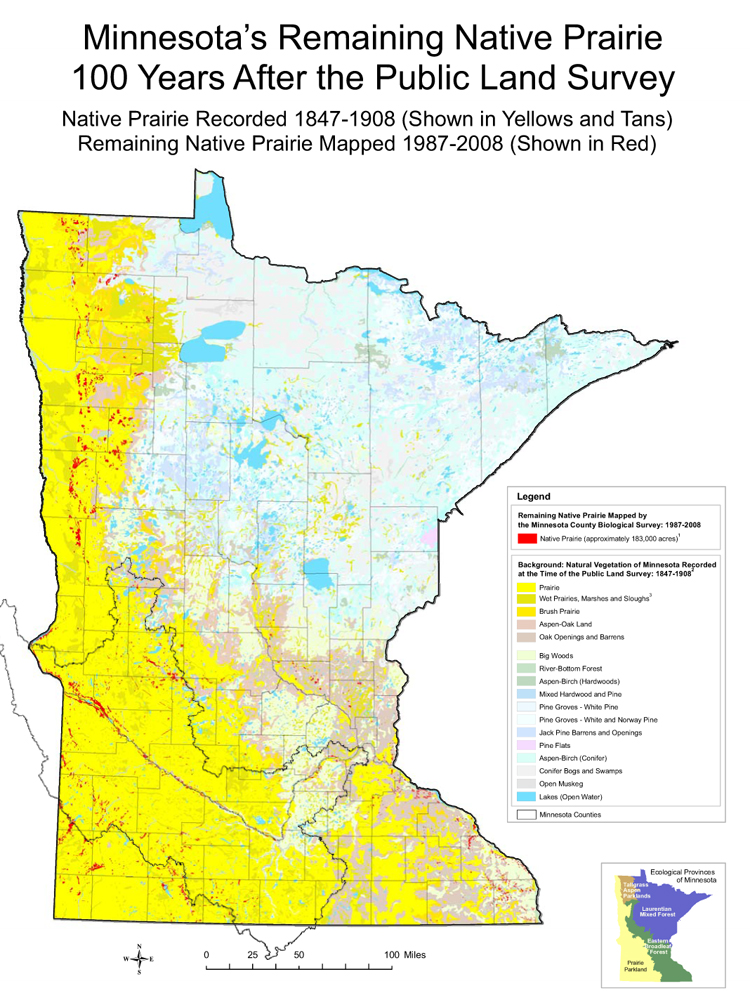 Minnesota's Remaining Native Prairie
100 Years After the Public Land Survey
Native Prairie Recorded 1847-1908 (Shown in Yellows and Tans)
Remaining Native Prairie Mapped 1987-2008 (Shown in Red)
Legend
Remaining Native Prairie Mapped by
the Minnesota County Biological Survey: 1987-2008
Native Prairie (approximately 183,000 acres)1
Background: Natural Vegetation of Minnesota Recorded
at the Time of the Public Land Survey: 1847-19082
Prairie
Wet Prairies, Marshes and Sloughs3
Brush Prairie
Aspen-Oak Land
Oak Openings and Barrens
Big Woods
River-Bottom Forest
Aspen-Birch (Hardwoods)
Mixed Hardwood and Pine
Pine Groves - White Pine
Pine Groves - White and Norway Pine
Jack Pine Barrens and Openings
Pine Flats
Aspen-Birch (Conifer)
Conifer Bogs and Swamps
Open Muskeg
Lakes (Open Water)
Minnesota Counties
Ecological Provinces
of Minnesota
Tallgrass
Aspen
Parklands
Laurentian
Mixed Forest
Eastern
Broadleaf
Forest
Prairie
Parkland
N
W E
S
0 25 50 100 Miles